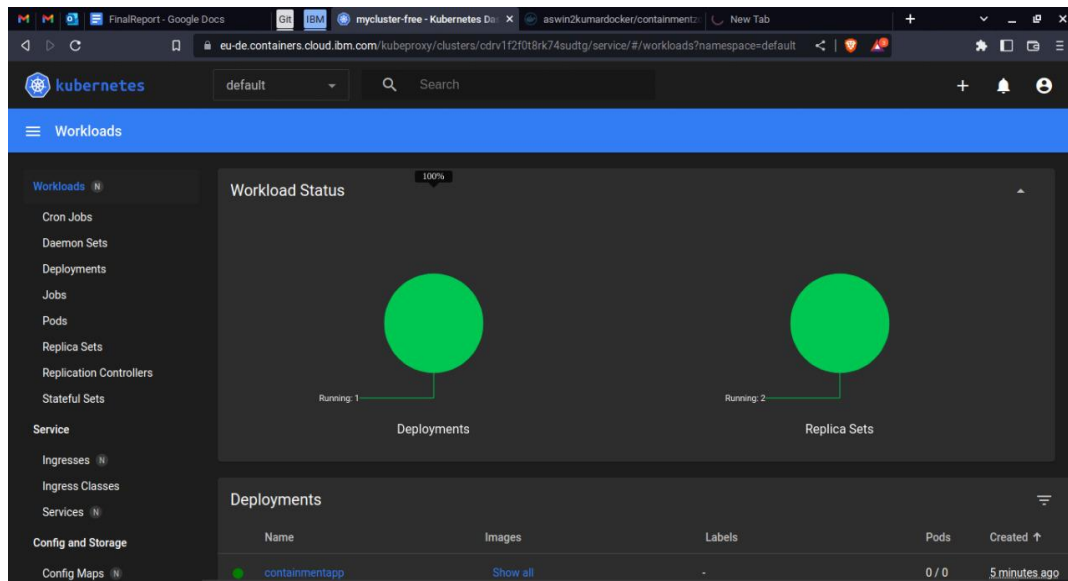 FinalReport - Google Docs
Git
IBM
mycluster-free - Kubernetes Das
aswin2kumardocker/containmentz
New Tab
eu-de.containers.cloud.ibm.com/kubeproxy/clusters/cdrv1f2f0t8rk74sudtg/service/#/workloads?namespace=default
kubernetes
default
Search
Workloads
Workloads N
Cron Jobs
Daemon Sets
Deployments
Jobs
Pods
Replica Sets
Replication Controllers
Stateful Sets
Service
Ingresses N
Ingress Classes
Services N
Config and Storage
Config Maps N
Workload Status
100%
Running: 1
Deployments
Running: 2
Replica Sets
Deployments
Name Images Labels Pods Created ↑
containmentapp Show all - 0 / 0 5 minutes ago